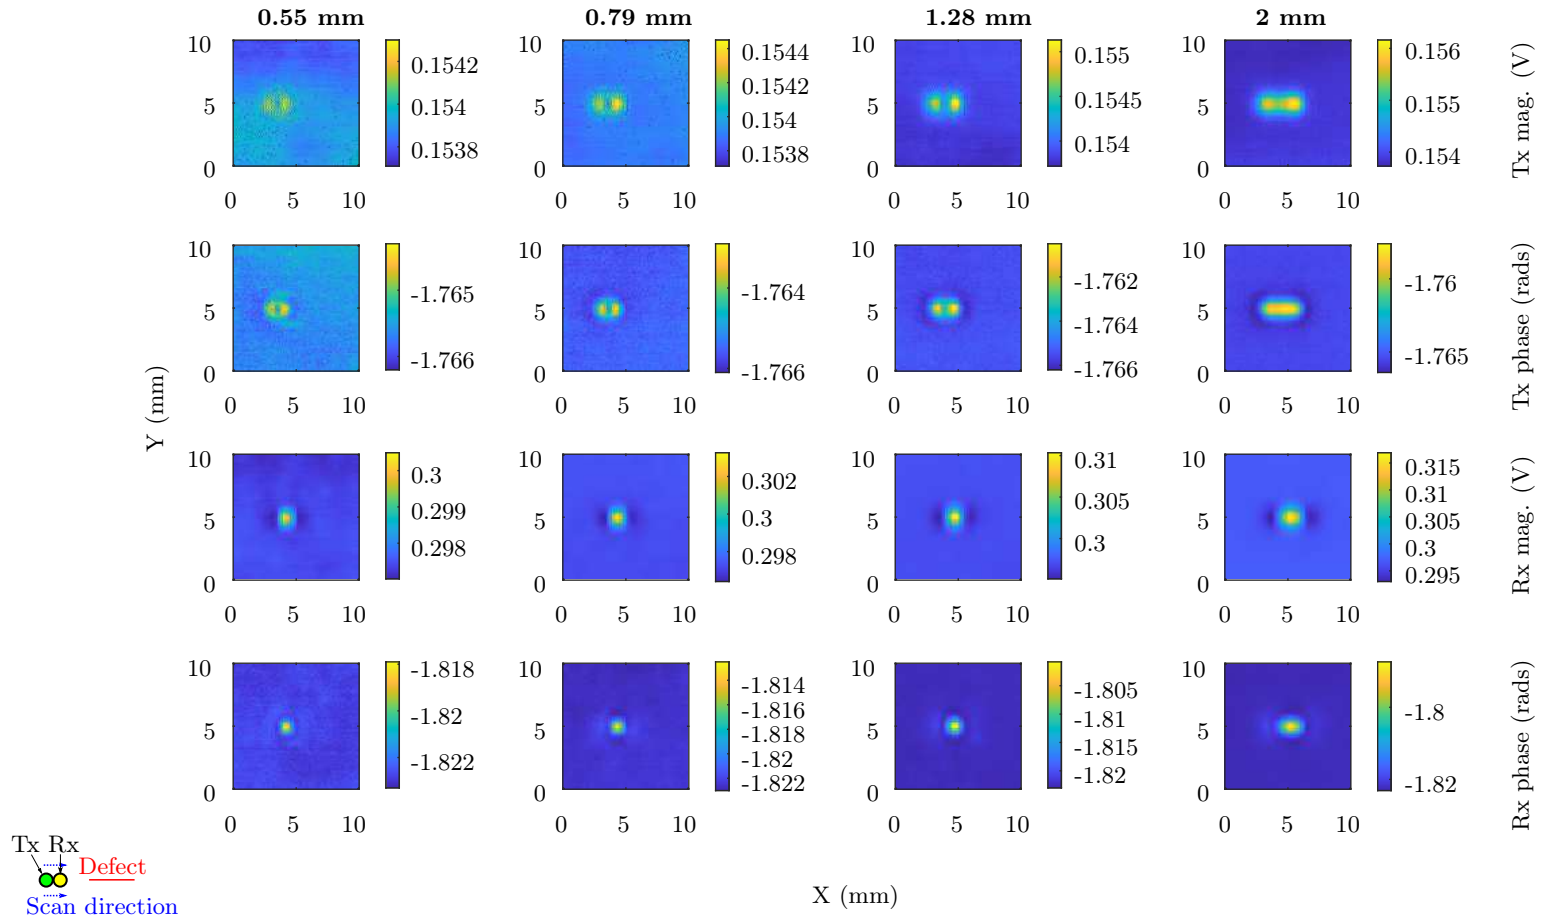 0.55 mm 0.79 mm 1.28 mm 2 mm
10 5 0 0 5 10 0.1542 0.154 0.1538
10 5 0 0 5 10 0.1544 0.1542 0.154 0.1538
10 5 0 0 5 10 0.155 0.1545 0.154
10 5 0 0 5 10 0.156 0.155 0.154
Tx mag. (V)
10 5 0 0 5 10 -1.765 -1.766
10 5 0 0 5 10 -1.764 -1.766
10 5 0 0 5 10 -1.762 -1.764 -1.766
10 5 0 0 5 10 -1.76 -1.765
Tx phase (rads)
Y (mm)
10 5 0 0 5 10 0.3 0.299 0.298
10 5 0 0 5 10 0.302 0.3 0.298
10 5 0 0 5 10 0.31 0.305 0.3
10 5 0 0 5 10 0.315 0.31 0.305 0.3 0.295
Rx mag. (V)
10 5 0 0 5 10 -1.818 -1.82 -1.822
10 5 0 0 5 10 -1.814 -1.816 -1.818 -1.82 -1.822
10 5 0 0 5 10 -1.805 -1.81 -1.815 -1.82
10 5 0 0 5 10 -1.8 -1.82
Rx phase (rads)
Tx Rx
Defect
Scan direction
X (mm)